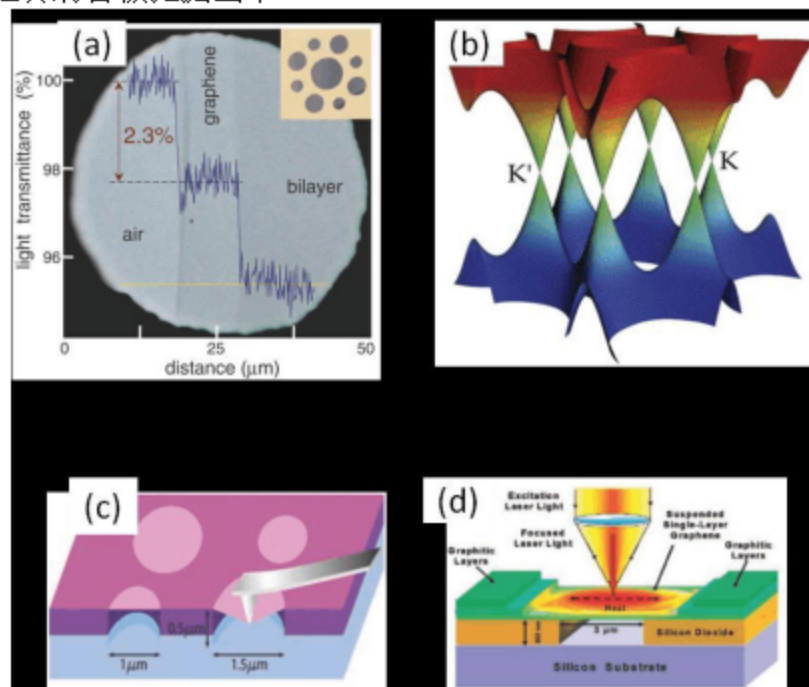 (a)
graphene
100
2.3%
98
96
light transmittance (%)
air
bilayer
0
25
50
distance (μm)
(b)
K'
K
(c)
0.5μm
1μm
1.5μm
(d)
Excitation
Laser Light
Focused
Laser Light
Suspended
Single-Layer
Graphene
Graphitic
Layers
Graphitic
Layers
Heat
3 μm
Silicon Dioxide
Silicon Substrate